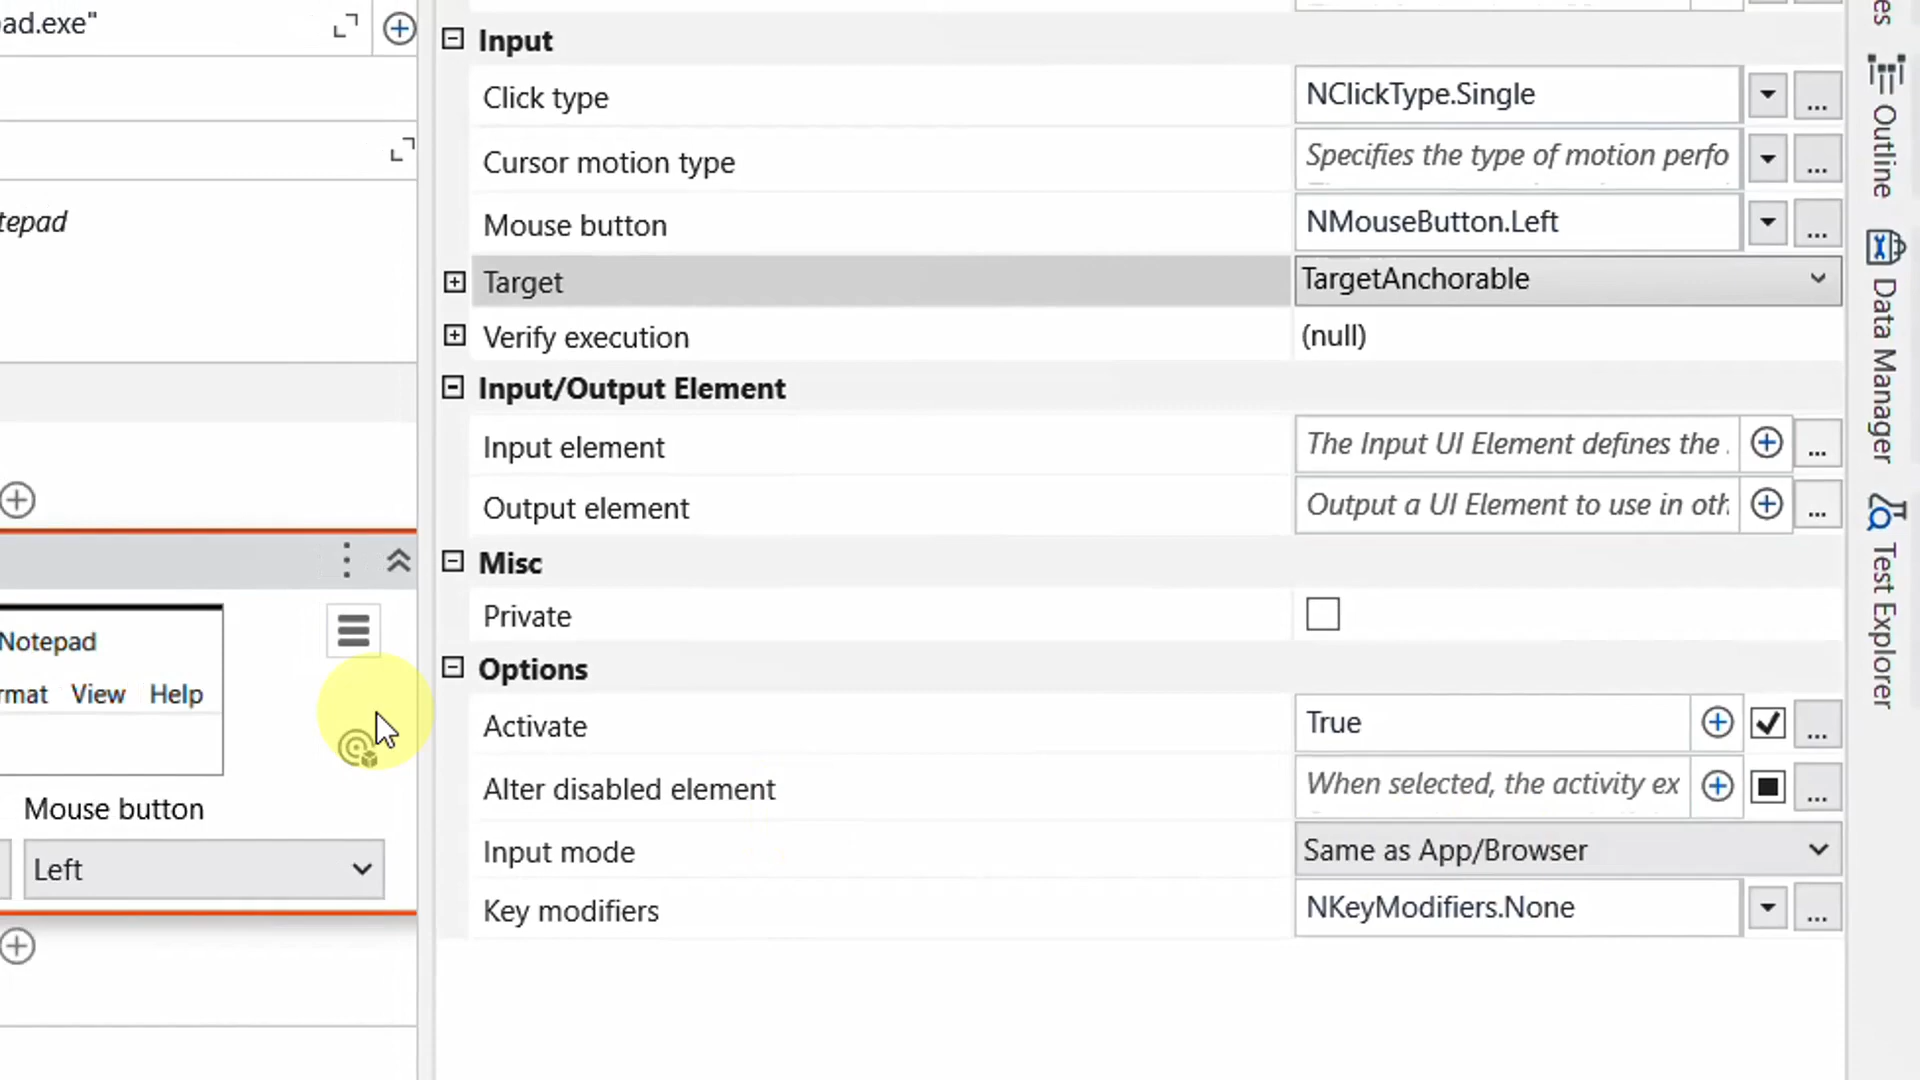 ad.exe"
tepad
Notepad
rmat View Help
Mouse button
Left
Input
Click type
NClickType.Single
...
Cursor motion type
Specifies the type of motion perfo
...
Mouse button
NMouseButton.Left
...
Target
TargetAnchorable
Verify execution
(null)
Input/Output Element
Input element
The Input UI Element defines the .
...
Output element
Output a UI Element to use in oth
...
Misc
Private
Options
Activate
True
...
Alter disabled element
When selected, the activity ex
...
Input mode
Same as App/Browser
Key modifiers
NKeyModifiers.None
...
es
Outline
Data Manager
Test Explorer